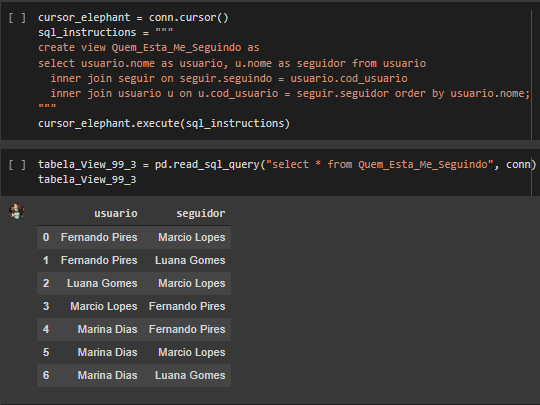 [ ] cursor_elephant = conn.cursor()
sql_instructions = """
create view Quem_Esta_Me_Seguindo as
select usuario.nome as usuario, u.nome as seguidor from usuario
inner join seguir on seguir.seguindo = usuario.cod_usuario
inner join usuario u on u.cod_usuario = seguir.seguidor order by usuario.nome;
"""
cursor_elephant.execute(sql_instructions)
[ ] tabela_View_99_3 = pd.read_sql_query("select * from Quem_Esta_Me_Seguindo", conn)
tabela_View_99_3
usuario seguidor
0 Fernando Pires Marcio Lopes
1 Fernando Pires Luana Gomes
2 Luana Gomes Marcio Lopes
3 Marcio Lopes Fernando Pires
4 Marina Dias Fernando Pires
5 Marina Dias Marcio Lopes
6 Marina Dias Luana Gomes